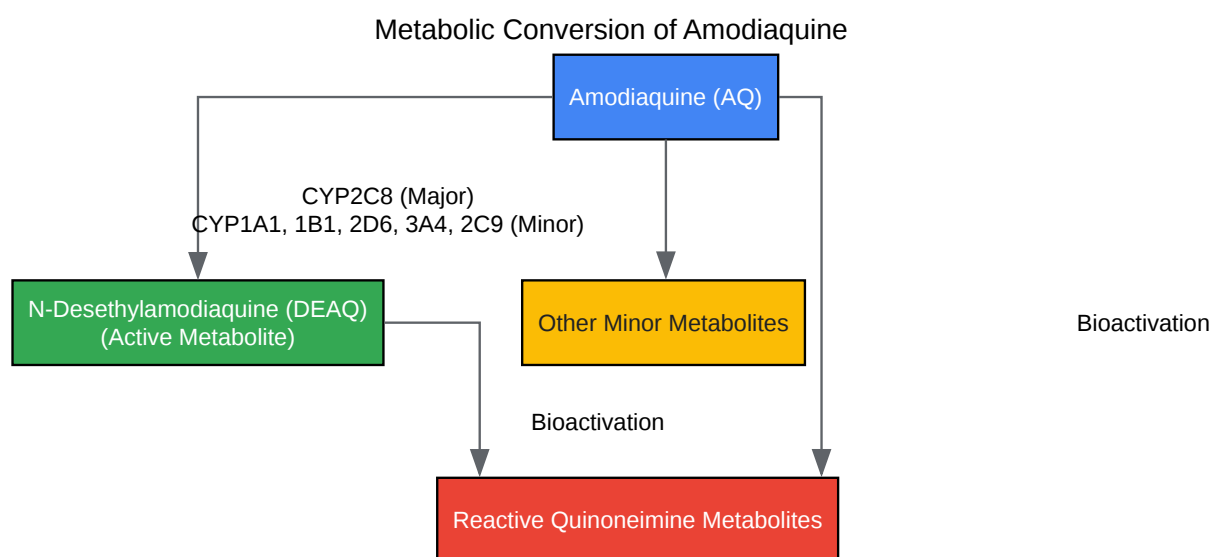 Metabolic Conversion of Amodiaquine
Amodiaquine (AQ)
CYP2C8 (Major)
CYP1A1, 1B1, 2D6, 3A4, 2C9 (Minor)
N-Desethylamodiaquine (DEAQ)
(Active Metabolite)
Other Minor Metabolites
Bioactivation
Bioactivation
Reactive Quinoneimine Metabolites